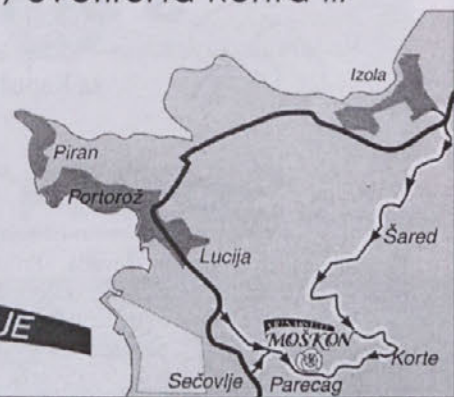 Izola
Piran
Portorož
Šared
Lucija
JE
MOŠKON
Korte
Sečovlje
Parecag